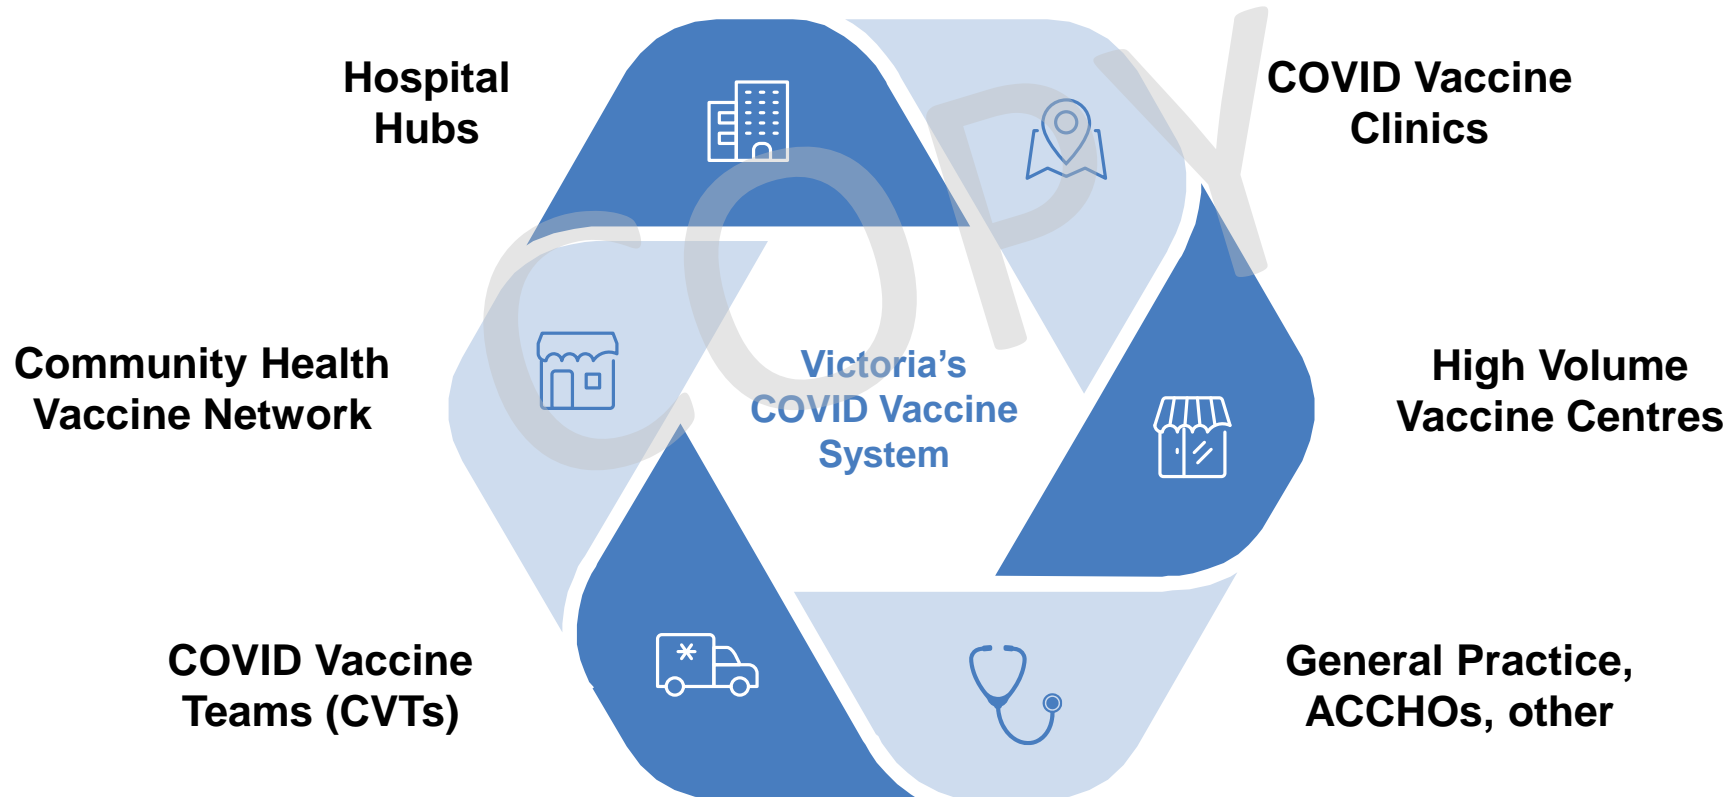 Hospital
Hubs
COVID Vaccine
Clinics
Community Health
Vaccine Network
Victoria’s
COVID Vaccine
System
High Volume
Vaccine Centres
COVID Vaccine
Teams (CVTs)
General Practice,
ACCHOs, other
COPY